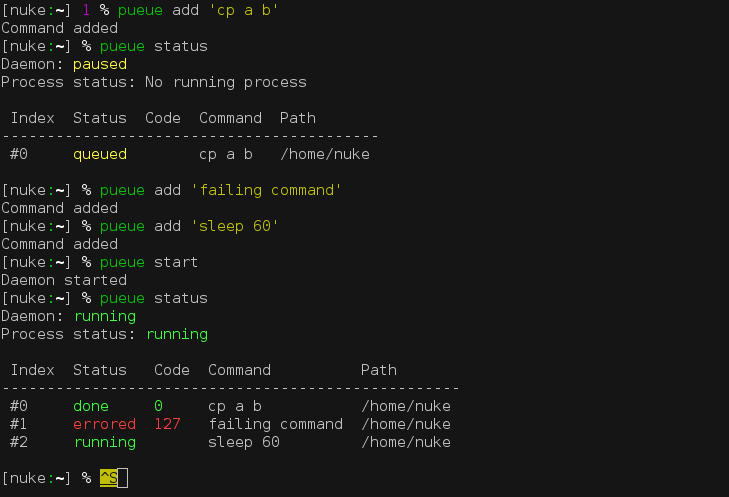 [nuke:~] 1 % pueue add 'cp a b'
Command added
[nuke:~] % pueue status
Daemon: paused
Process status: No running process
Index  Status  Code  Command  Path
------------------------------------------
#0     queued        cp a b   /home/nuke
[nuke:~] % pueue add 'failing command'
Command added
[nuke:~] % pueue add 'sleep 60'
Command added
[nuke:~] % pueue start
Daemon started
[nuke:~] % pueue status
Daemon: running
Process status: running
Index  Status   Code  Command          Path
---------------------------------------------------
#0     done     0     cp a b           /home/nuke
#1     errored  127   failing command  /home/nuke
#2     running        sleep 60         /home/nuke
[nuke:~] % ^S